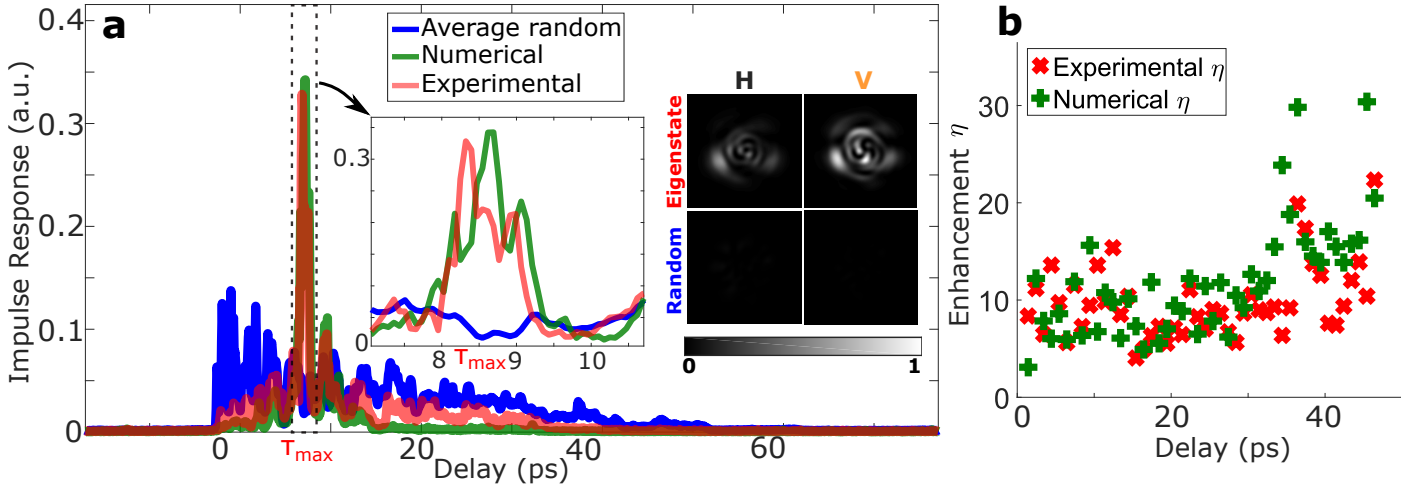 a
Impulse Response (a.u.)
0.4
0.3
0.2
0.1
0
Average random
Numerical
Experimental
0.3
0
8
τmax
9
10
H
V
Eigenstate
Random
0
1
0
τmax
20
40
60
Delay (ps)
b
Enhancement η
30
20
10
0
Experimental η
Numerical η
0
20
40
Delay (ps)